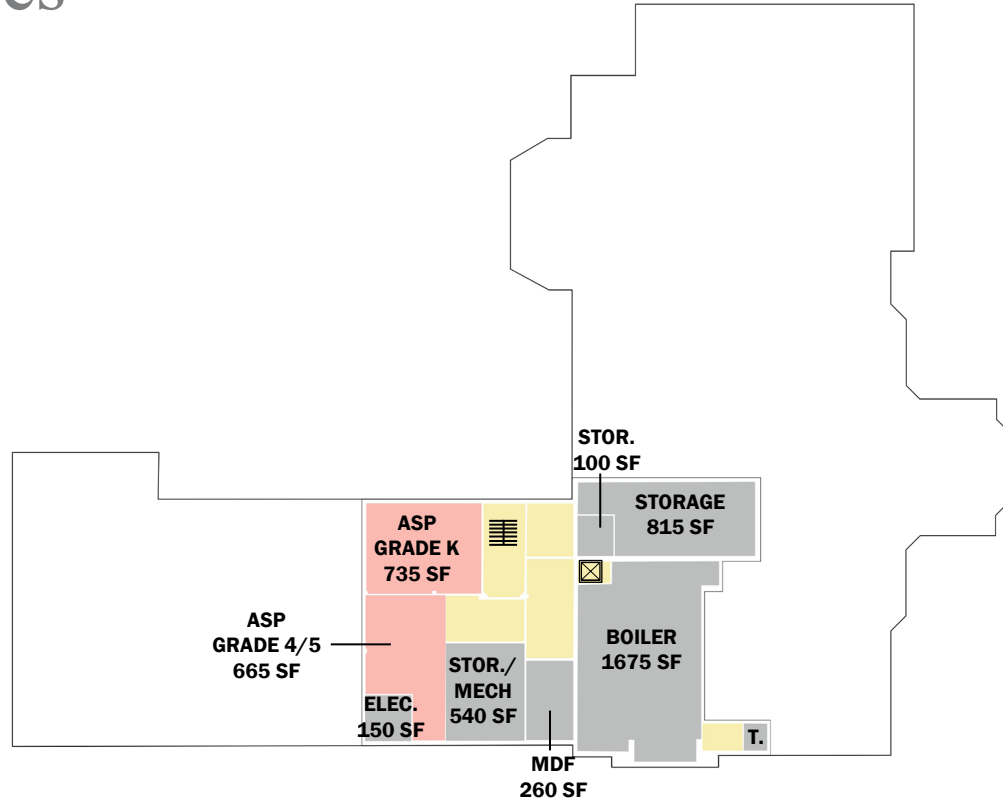 es
STOR.
100 SF
STORAGE
815 SF
ASP
GRADE K
735 SF
ASP
GRADE 4/5
665 SF
BOILER
1675 SF
STOR./
MECH
540 SF
ELEC.
150 SF
T.
MDF
260 SF